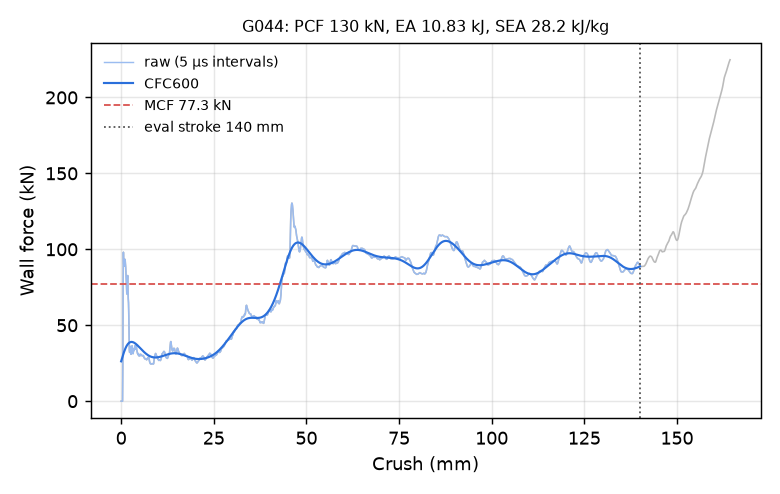 G044: PCF 130 kN, EA 10.83 kJ, SEA 28.2 kJ/kg
raw (5 µs intervals)
CFC600
MCF 77.3 kN
eval stroke 140 mm
Wall force (kN)
200
150
100
50
0
0 25 50 75 100 125 150
Crush (mm)